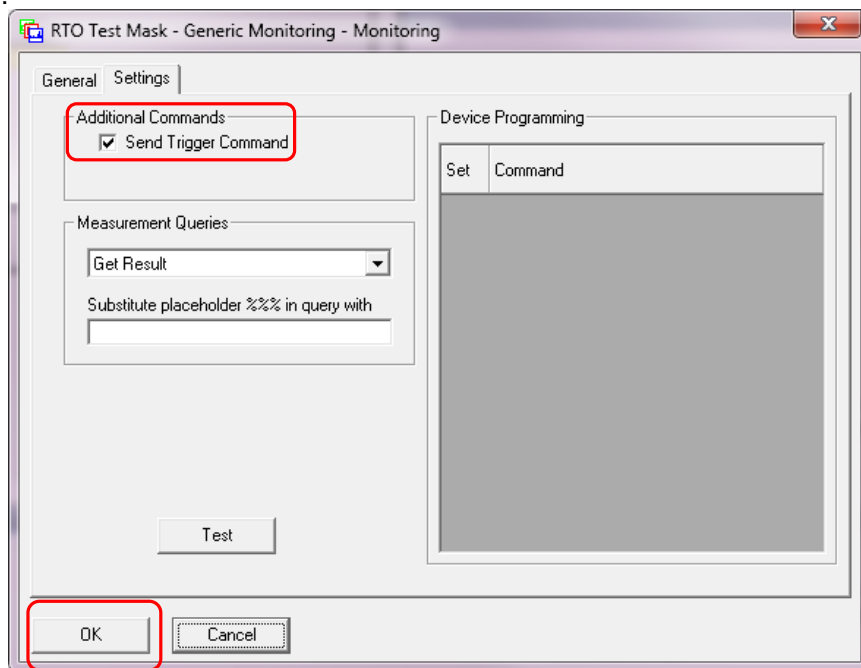 .
RTO Test Mask - Generic Monitoring - Monitoring
X
General Settings
Additional Commands
Send Trigger Command
Measurement Queries
Get Result
Substitute placeholder %%% in query with
Test
Device Programming
Set Command
OK Cancel